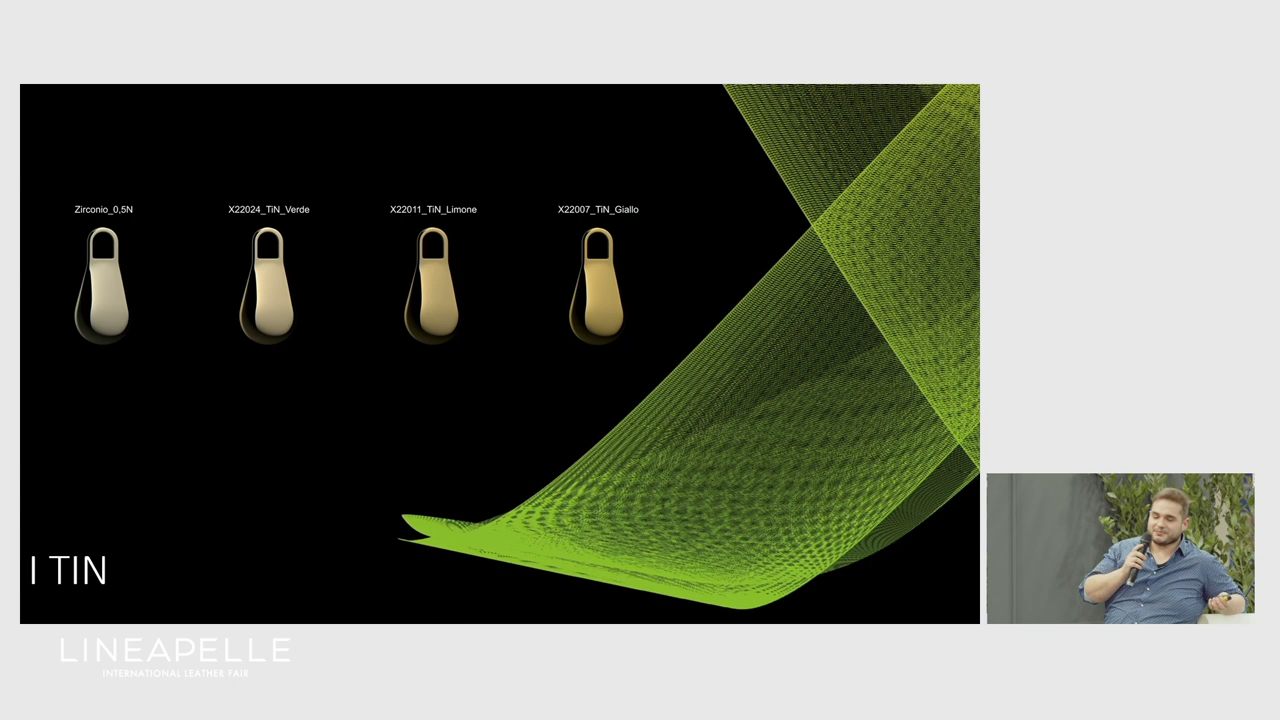 Zirconio_0,5N
X22024_TiN_Verde
X22011_TiN_Limone
X22007_TiN_Giallo
I TIN
LINEAPELLE
INTERNATIONAL LEATHER FAIR